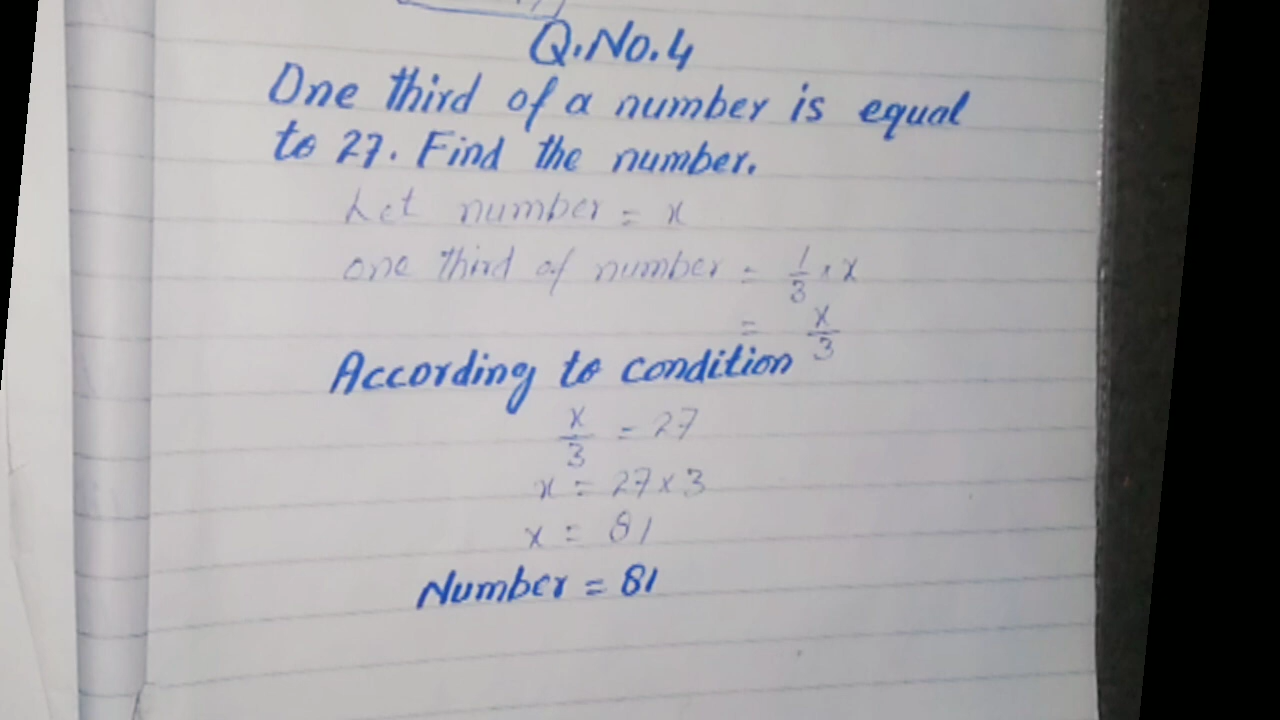 Q.No.4
One third of a number is equal
to 27. Find the number.
Let number = x
one third of number = 1/3 × x
= x/3
According to condition
x/3 = 27
x = 27 × 3
x = 81
Number = 81